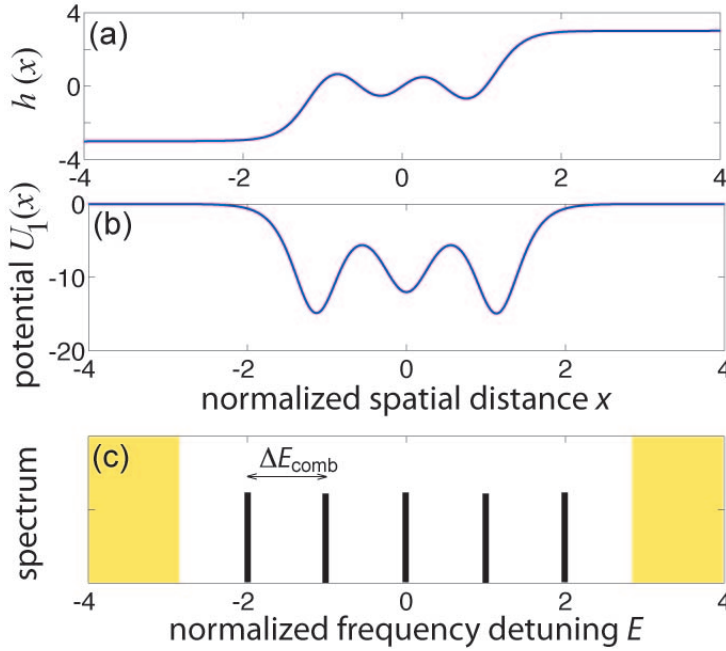 4
(a)
h (x)
0
-4
-4 -2 0 2 4
0
(b)
potential U1(x)
-10
-20
-4 -2 0 2 4
normalized spatial distance x
(c)
ΔEcomb
spectrum
-4 -2 0 2 4
normalized frequency detuning E